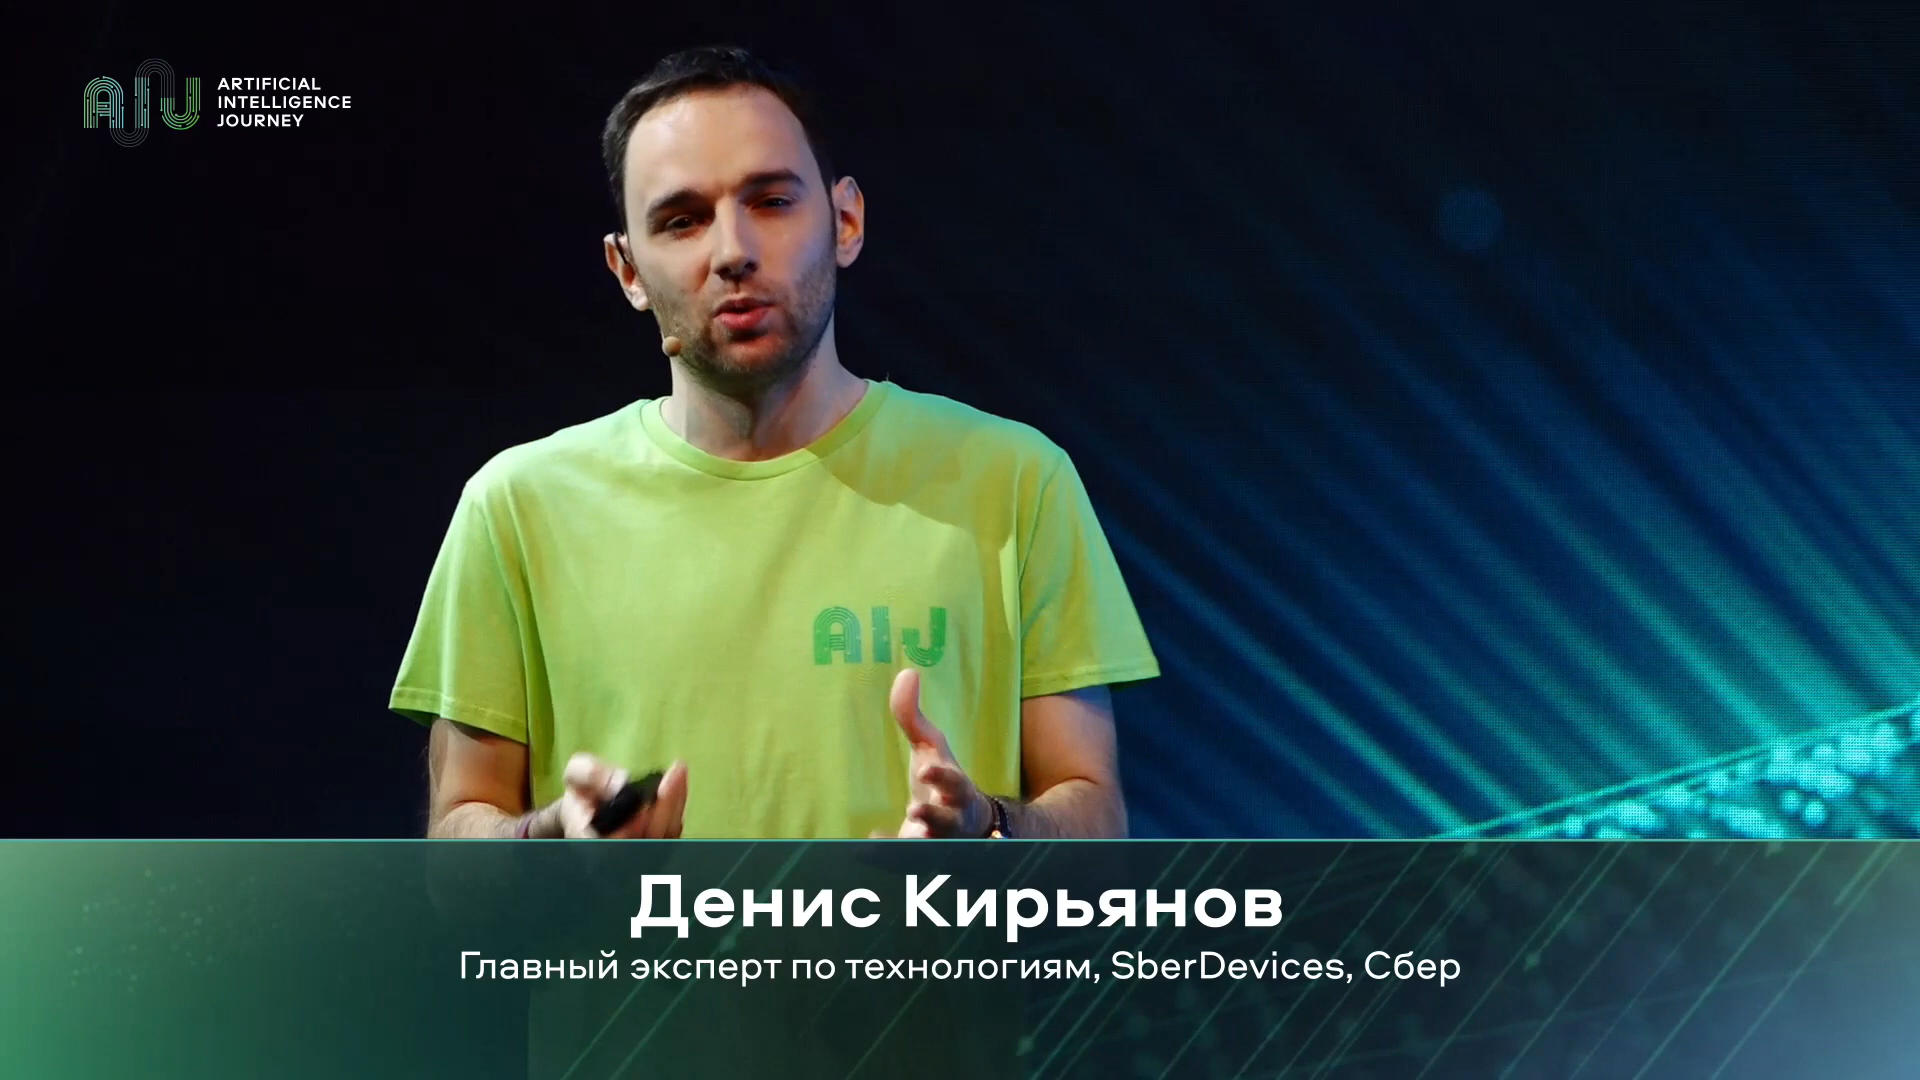 ARTIFICIAL
INTELLIGENCE
JOURNEY
AIJ
AIJ
Денис Кирьянов
Главный эксперт по технологиям, SberDevices, Сбер